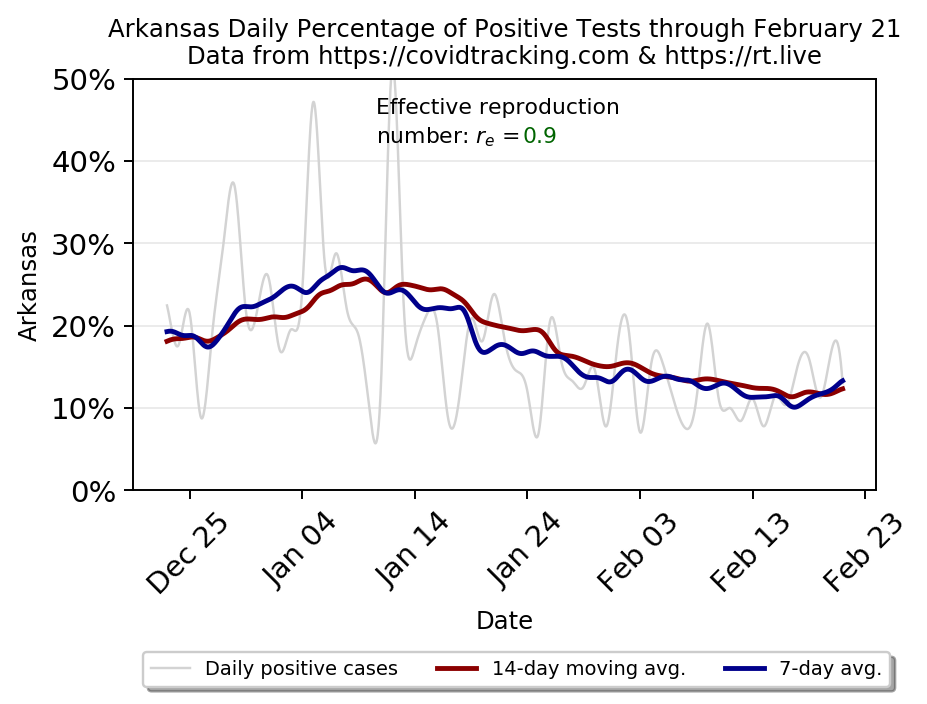 Arkansas Daily Percentage of Positive Tests through February 21
Data from https://covidtracking.com & https://rt.live
50%
Effective reproduction
number: rₑ =0.9
40%
30%
20%
10%
0%
Arkansas
Dec 25
Jan 04
Jan 14
Jan 24
Feb 03
Feb 13
Feb 23
Date
Daily positive cases
14-day moving avg.
7-day avg.